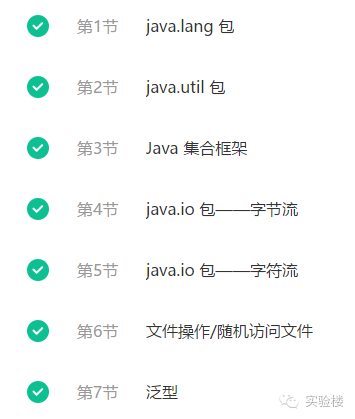 第1节 java.lang 包
第2节 java.util 包
第3节 Java 集合框架
第4节 java.io 包——字节流
第5节 java.io 包——字符流
第6节 文件操作/随机访问文件
第7节 泛型
实验楼